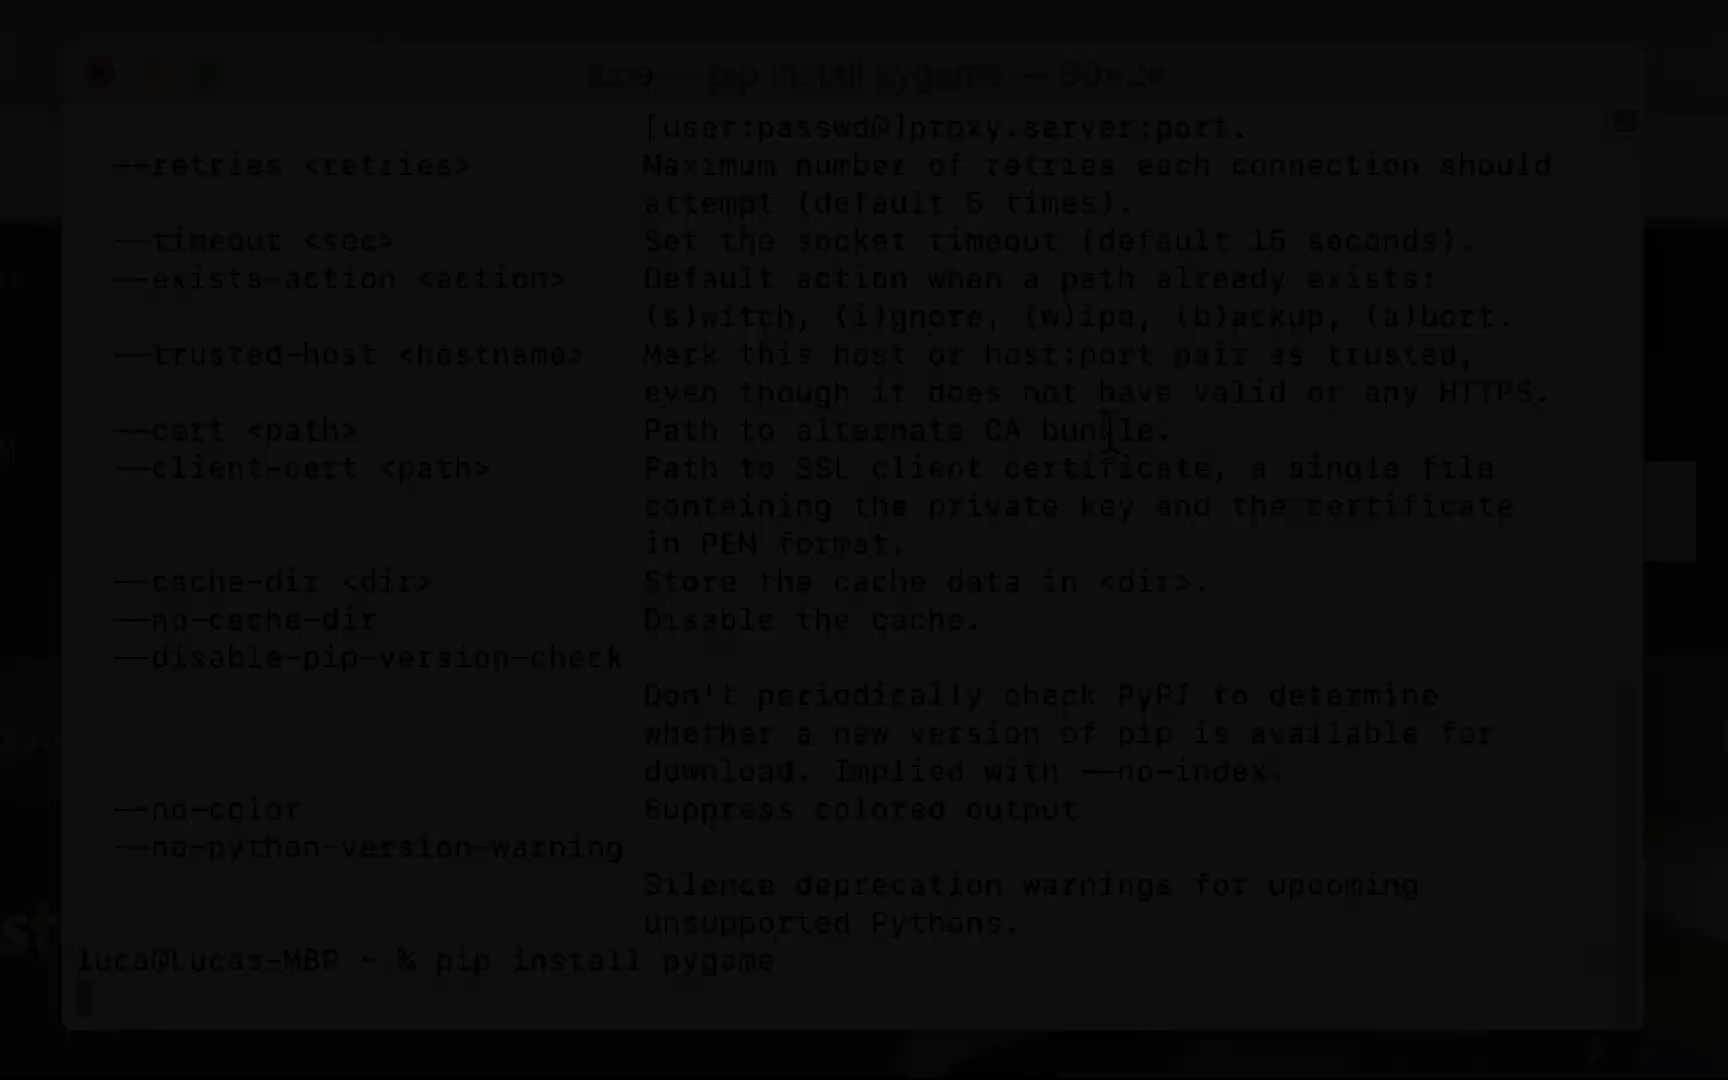 luca — pip install pygame — 80x24
[user:passwd@]proxy.server:port.
--retries <retries> Maximum number of retries each connection should
attempt (default 5 times).
--timeout <sec> Set the socket timeout (default 15 seconds).
--exists-action <action> Default action when a path already exists:
(s)witch, (i)gnore, (w)ipe, (b)ackup, (a)bort.
--trusted-host <hostname> Mark this host or host:port pair as trusted,
even though it does not have valid or any HTTPS.
--cert <path> Path to alternate CA bundle.
--client-cert <path> Path to SSL client certificate, a single file
containing the private key and the certificate
in PEM format.
--cache-dir <dir> Store the cache data in <dir>.
--no-cache-dir Disable the cache.
--disable-pip-version-check
Don't periodically check PyPI to determine
whether a new version of pip is available for
download. Implied with --no-index.
--no-color Suppress colored output
--no-python-version-warning
Silence deprecation warnings for upcoming
unsupported Pythons.
luca@Lucas-MBP ~ % pip install pygame